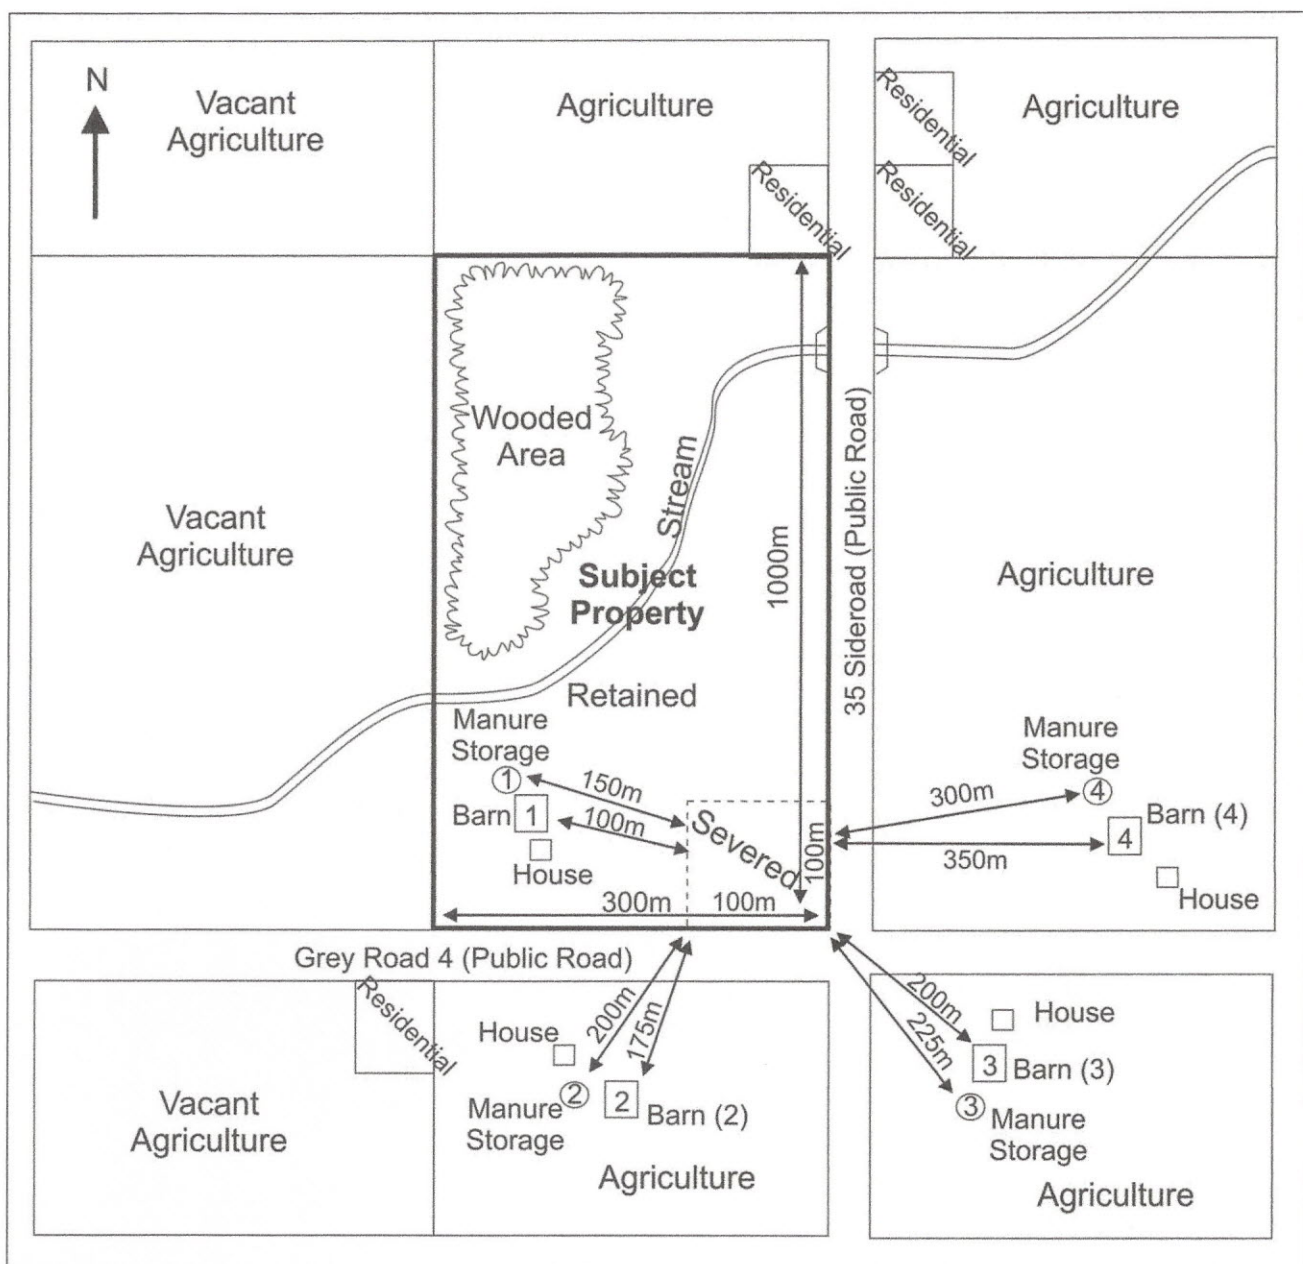 N
Vacant
Agriculture
Agriculture
Residential
Residential
Agriculture
Residential
Wooded
Area
Stream
1000m
35 Sideroad (Public Road)
Vacant
Agriculture
Subject
Property
Agriculture
Retained
Manure
Storage
1
150m
Barn 1
100m
House
Severed
100m
300m
100m
Manure
Storage
300m
4
Barn (4)
4
350m
House
Grey Road 4 (Public Road)
Residential
200m
175m
House
2
2
Manure
Storage
Barn (2)
Vacant
Agriculture
Agriculture
200m
225m
House
3
Barn (3)
3
Manure
Storage
Agriculture